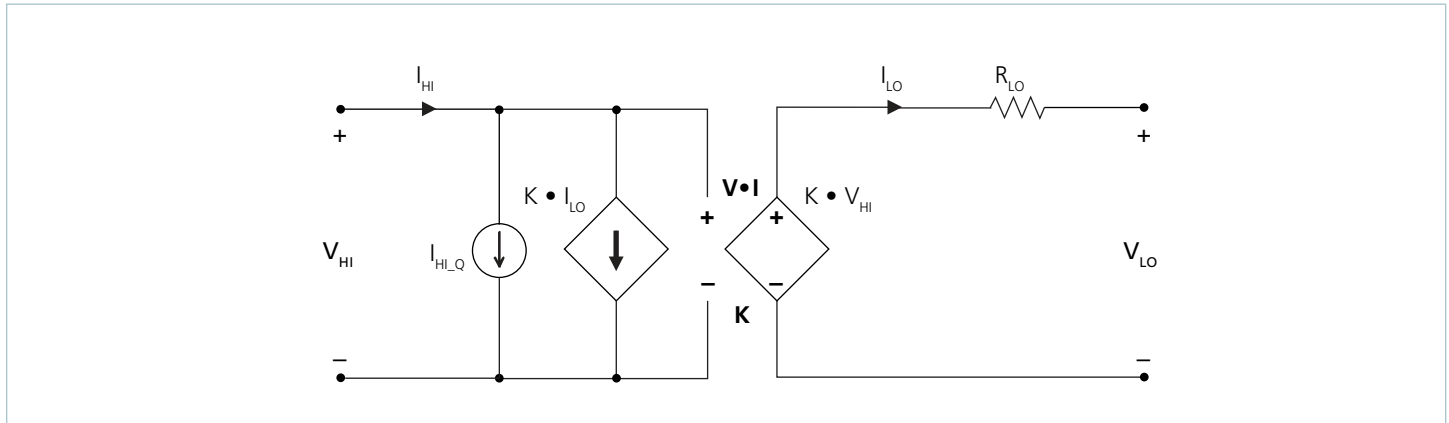 I_HI
I_LO
R_LO
+
+
K • I_LO
V•I
K • V_HI
+
+
V_HI
I_HI_Q
V_LO
–
–
K
–
–